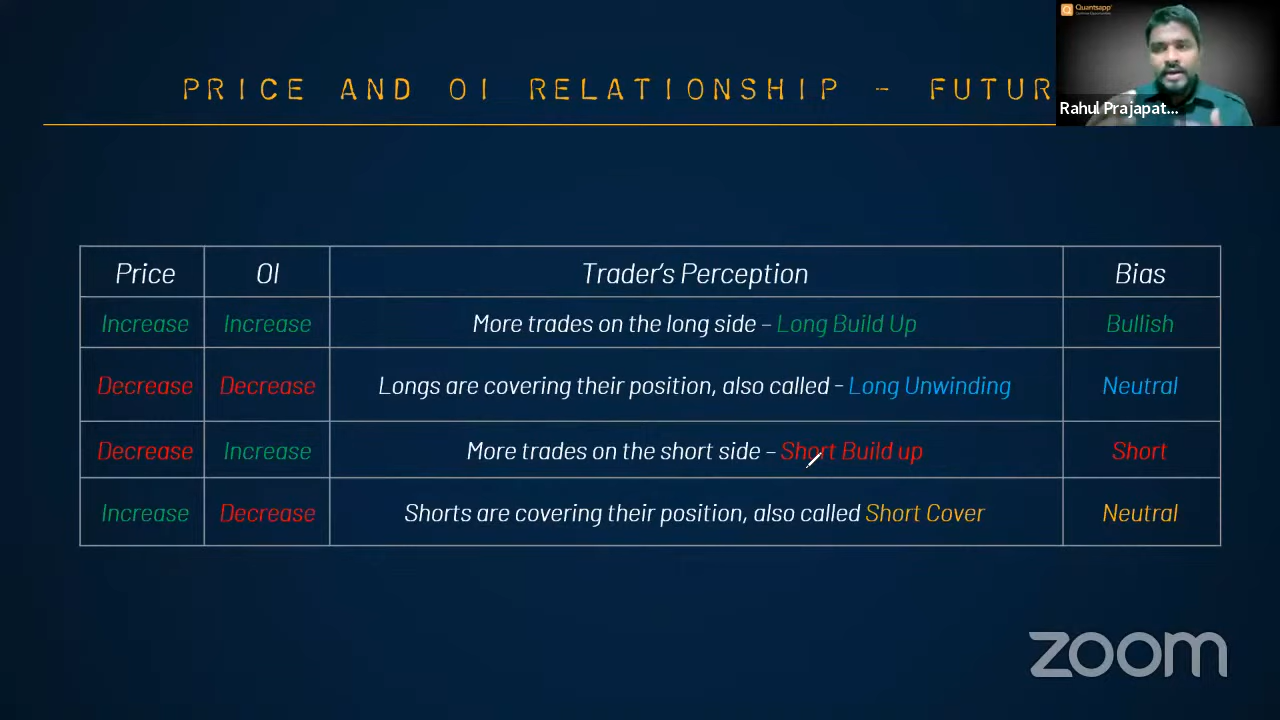 Quantsapp
PRICE AND OI RELATIONSHIP - FUTUR
Rahul Prajapat...
Price OI Trader's Perception Bias
Increase Increase More trades on the long side – Long Build Up Bullish
Decrease Decrease Longs are covering their position, also called - Long Unwinding Neutral
Decrease Increase More trades on the short side – Short Build up Short
Increase Decrease Shorts are covering their position, also called Short Cover Neutral
zoom